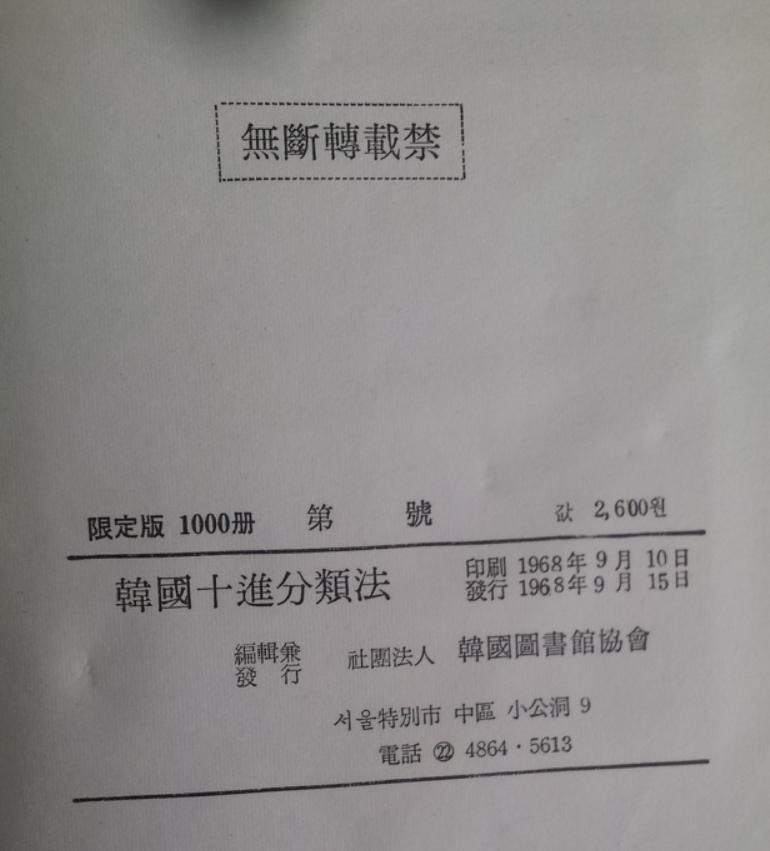 無斷轉載禁
限定版 1000册 第 號 값 2,600원
韓國十進分類法
印刷 1968年 9月 10日
發行 1968年 9月 15日
編輯兼
發行
社團法人 韓國圖書館協會
서울特別市 中區 小公洞 9
電話 ㉒ 4864·5613